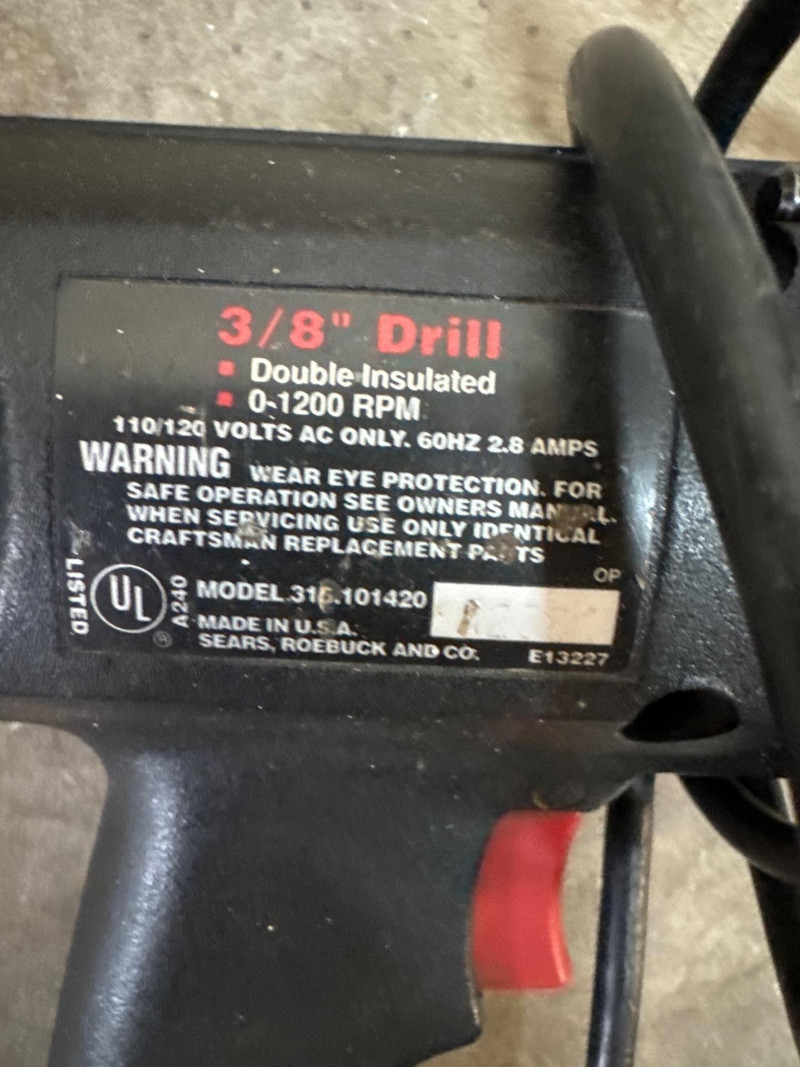 3/8" Drill
Double Insulated
0-1200 RPM
110/120 VOLTS AC ONLY. 60HZ 2.8 AMPS
WARNING WEAR EYE PROTECTION. FOR
SAFE OPERATION SEE OWNERS MANUAL.
WHEN SERVICING USE ONLY IDENTICAL
CRAFTSMAN REPLACEMENT PARTS
OP
LISTED
UL
®
A240
MODEL 315.101420
MADE IN U.S.A.
SEARS, ROEBUCK AND CO.
E13227